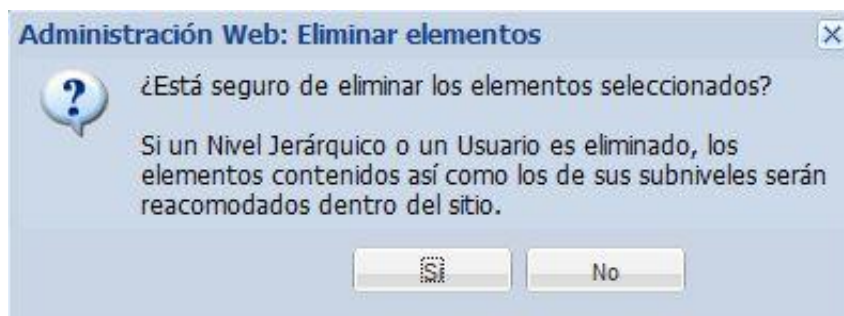 Administración Web: Eliminar elementos
¿Está seguro de eliminar los elementos seleccionados?
Si un Nivel Jerárquico o un Usuario es eliminado, los
elementos contenidos así como los de sus subniveles serán
reacomodados dentro del sitio.
Sí
No